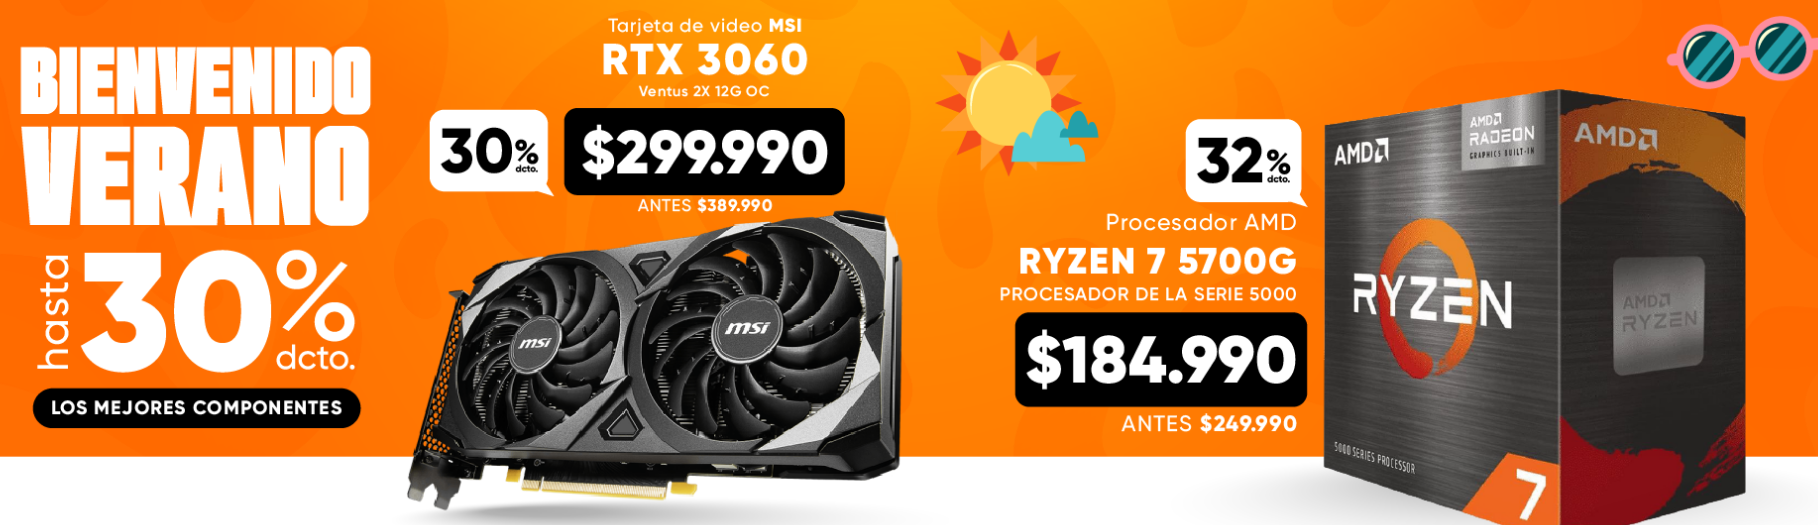 BIENVENIDO
VERANO
hasta
30%
dcto.
LOS MEJORES COMPONENTES
Tarjeta de video MSI
RTX 3060
Ventus 2X 12G OC
30%
dcto.
$299.990
ANTES $389.990
msi
msi
32%
dcto.
Procesador AMD
RYZEN 7 5700G
PROCESADOR DE LA SERIE 5000
$184.990
ANTES $249.990
AMD
AMD
RADEON
GRAPHICS BUILT-IN
RYZEN
5000 SERIES PROCESSOR
7
AMD
AMD
RYZEN